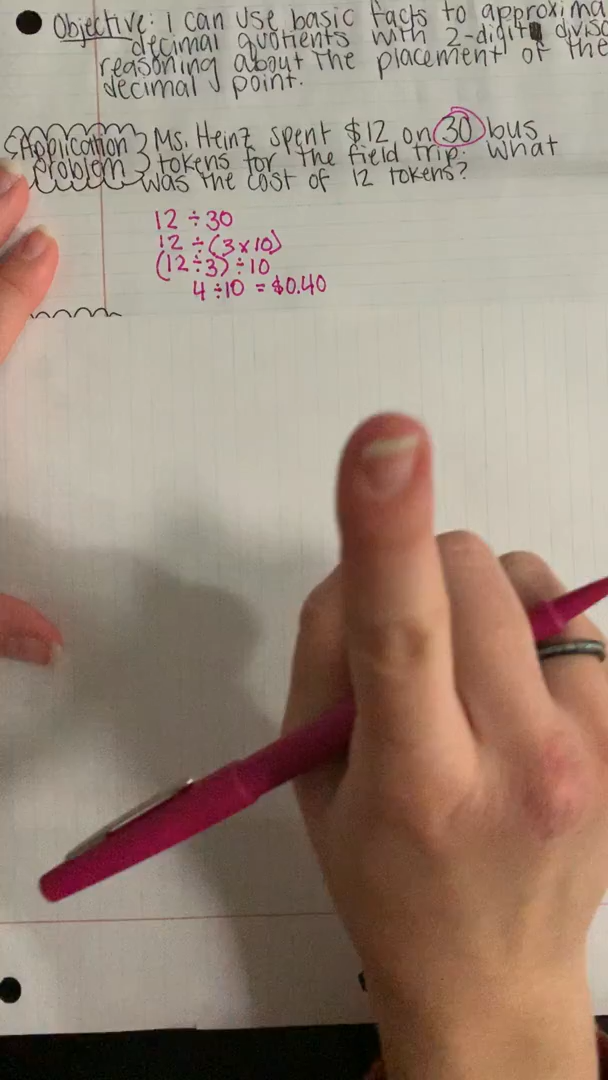 Objective: I can use basic facts to approxima
decimal quotients with 2-digit diviso
reasoning about the placement of the
decimal point.
Application Problem
Ms. Heinz spent $12 on 30 bus
tokens for the field trip. What
was the cost of 12 tokens?
12 ÷ 30
12 ÷ (3 x 10)
(12 ÷ 3) ÷ 10
4 ÷ 10 = $0.40